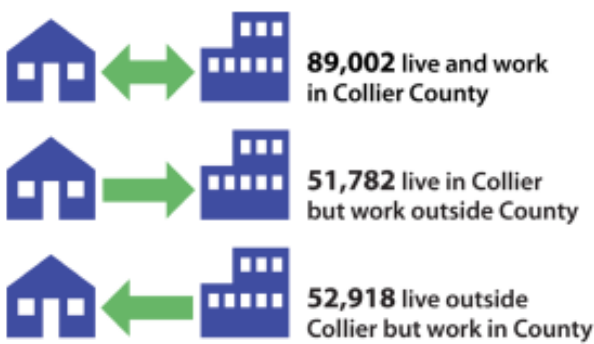 89,002 live and work
in Collier County
51,782 live in Collier
but work outside County
52,918 live outside
Collier but work in County